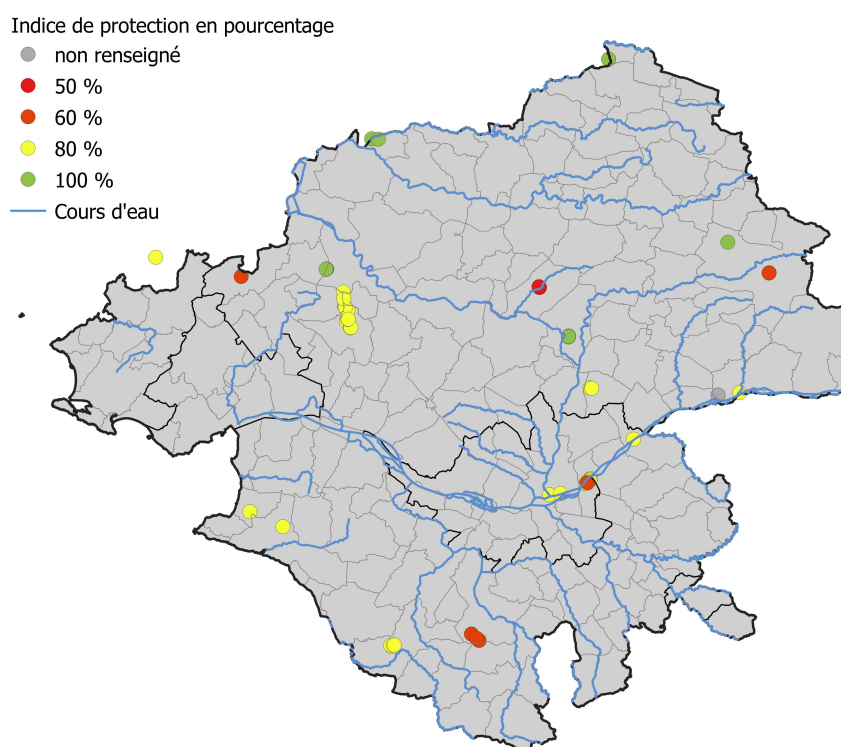 Indice de protection en pourcentage
non renseigné
50 %
60 %
80 %
100 %
Cours d'eau